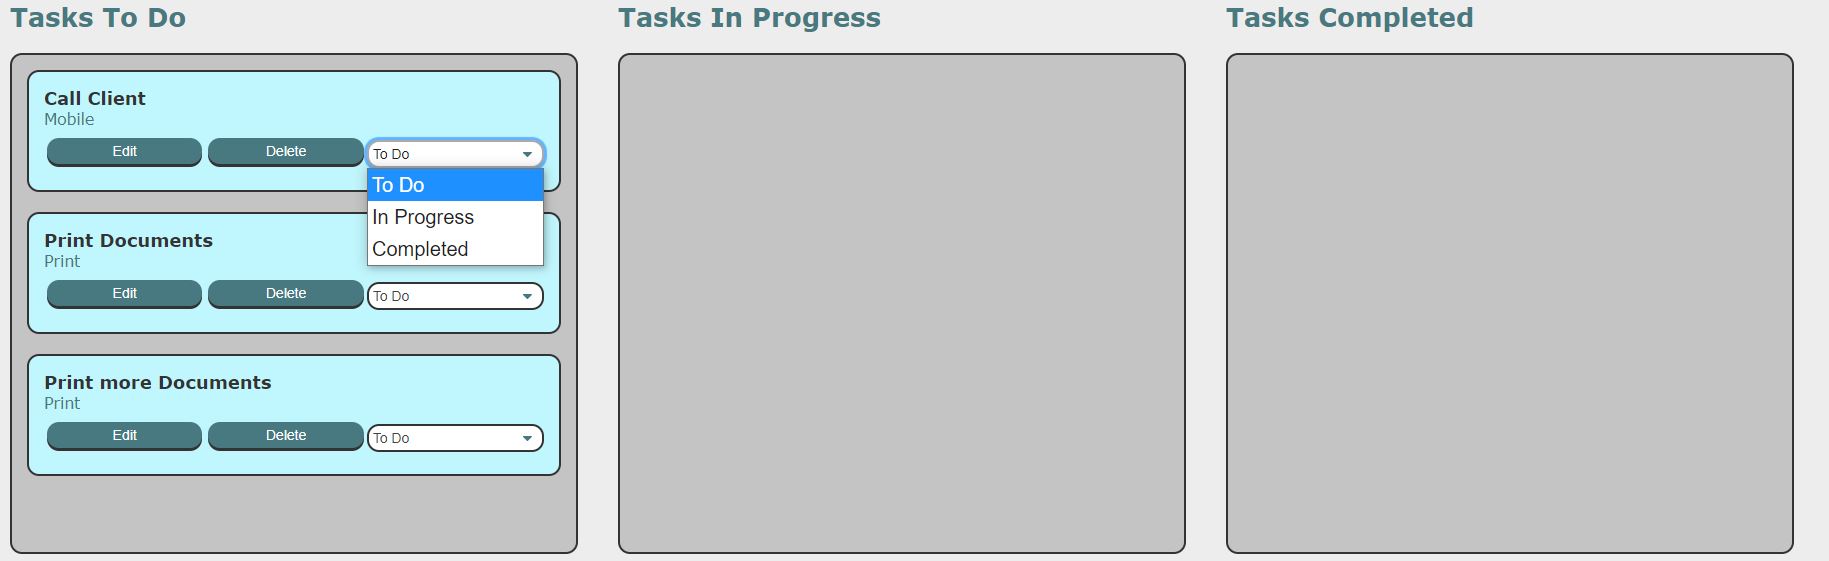 Tasks To Do
Call Client
Mobile
Edit Delete To Do
To Do
In Progress
Completed
Print Documents
Print
Edit Delete To Do
Print more Documents
Print
Edit Delete To Do
Tasks In Progress
Tasks Completed